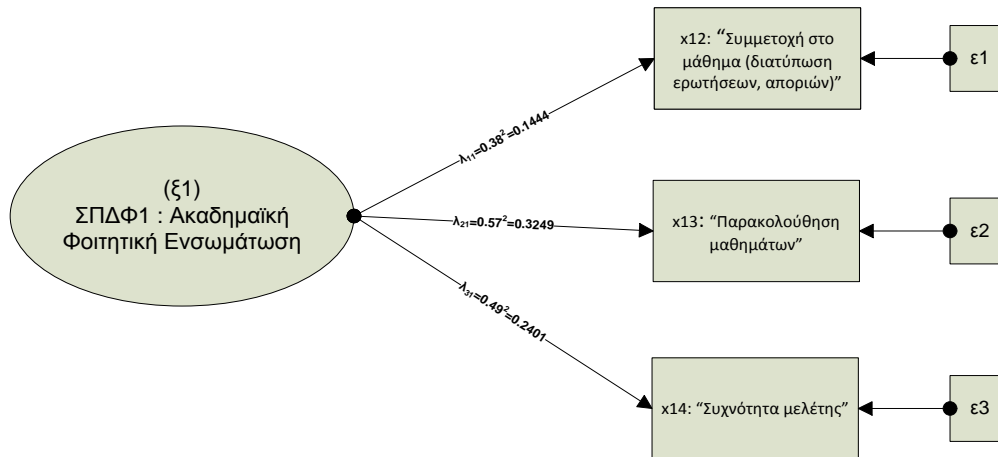 x12: “Συμμετοχή στο
μάθημα (διατύπωση
ερωτήσεων, αποριών)”
ε1
λ₁₁=0.38²=0.1444
(ξ1)
ΣΠΔΦ1 : Ακαδημαϊκή
Φοιτητική Ενσωμάτωση
λ₂₁=0.57²=0.3249
x13: “Παρακολούθηση
μαθημάτων”
ε2
λ₃₁=0.49²=0.2401
x14: “Συχνότητα μελέτης”
ε3